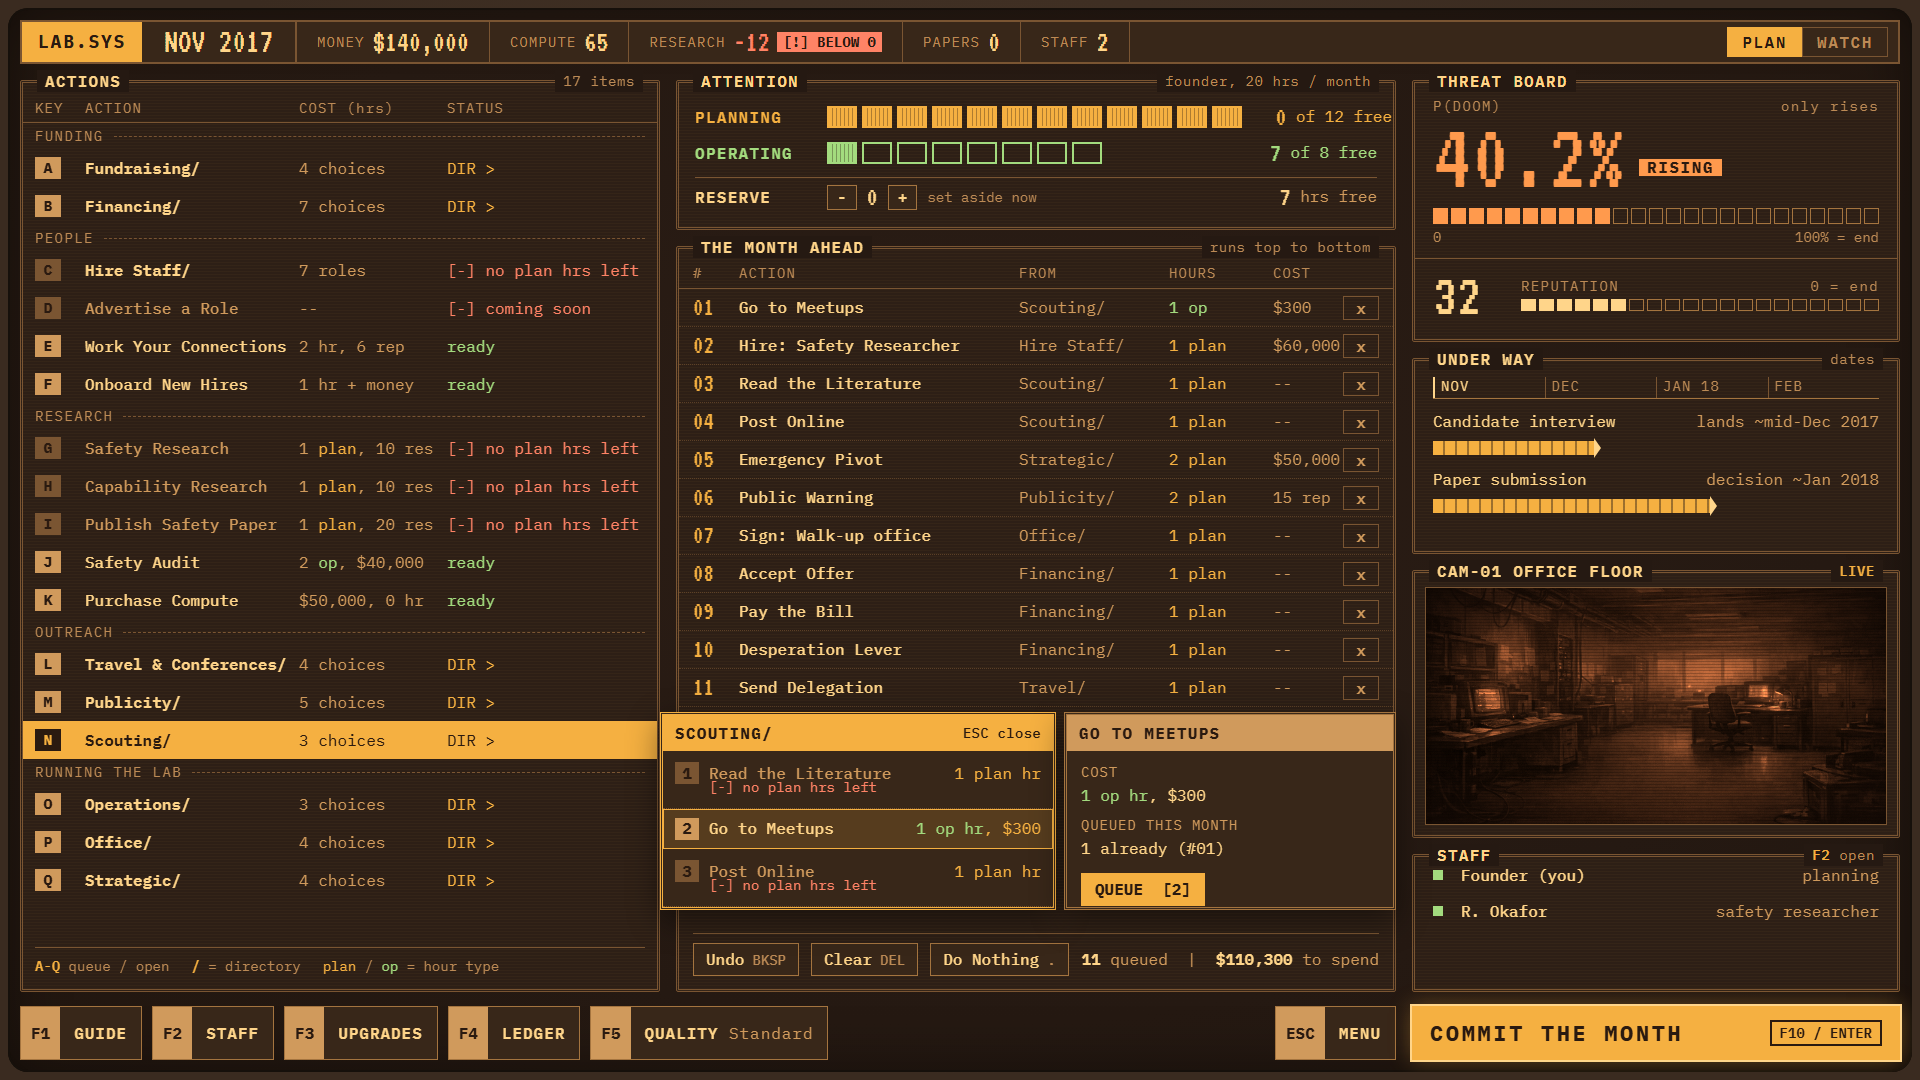 LAB.SYS NOV 2017 MONEY $140,000 COMPUTE 65 RESEARCH -12 [!] BELOW 0 PAPERS 0 STAFF 2 PLAN WATCH
ACTIONS 17 items
KEY ACTION COST (hrs) STATUS
FUNDING
A Fundraising/ 4 choices DIR >
B Financing/ 7 choices DIR >
PEOPLE
C Hire Staff/ 7 roles [-] no plan hrs left
D Advertise a Role -- [-] coming soon
E Work Your Connections 2 hr, 6 rep ready
F Onboard New Hires 1 hr + money ready
RESEARCH
G Safety Research 1 plan, 10 res [-] no plan hrs left
H Capability Research 1 plan, 10 res [-] no plan hrs left
I Publish Safety Paper 1 plan, 20 res [-] no plan hrs left
J Safety Audit 2 op, $40,000 ready
K Purchase Compute $50,000, 0 hr ready
OUTREACH
L Travel & Conferences/ 4 choices DIR >
M Publicity/ 5 choices DIR >
N Scouting/ 3 choices DIR >
RUNNING THE LAB
O Operations/ 3 choices DIR >
P Office/ 4 choices DIR >
Q Strategic/ 4 choices DIR >
A-Q queue / open / = directory plan / op = hour type
ATTENTION founder, 20 hrs / month
PLANNING 0 of 12 free
OPERATING 7 of 8 free
RESERVE - 0 + set aside now 7 hrs free
THE MONTH AHEAD runs top to bottom
# ACTION FROM HOURS COST
01 Go to Meetups Scouting/ 1 op $300 x
02 Hire: Safety Researcher Hire Staff/ 1 plan $60,000 x
03 Read the Literature Scouting/ 1 plan -- x
04 Post Online Scouting/ 1 plan -- x
05 Emergency Pivot Strategic/ 2 plan $50,000 x
06 Public Warning Publicity/ 2 plan 15 rep x
07 Sign: Walk-up office Office/ 1 plan -- x
08 Accept Offer Financing/ 1 plan -- x
09 Pay the Bill Financing/ 1 plan -- x
10 Desperation Lever Financing/ 1 plan -- x
11 Send Delegation Travel/ 1 plan -- x
SCOUTING/ ESC close
1 Read the Literature 1 plan hr
[-] no plan hrs left
2 Go to Meetups 1 op hr, $300
3 Post Online 1 plan hr
[-] no plan hrs left
GO TO MEETUPS
COST
1 op hr, $300
QUEUED THIS MONTH
1 already (#01)
QUEUE [2]
Undo BKSP Clear DEL Do Nothing . 11 queued | $110,300 to spend
THREAT BOARD
P(DOOM) only rises
40.2% RISING
0 100% = end
32 REPUTATION 0 = end
UNDER WAY dates
NOV DEC JAN 18 FEB
Candidate interview lands ~mid-Dec 2017
Paper submission decision ~Jan 2018
CAM-01 OFFICE FLOOR LIVE
STAFF F2 open
Founder (you) planning
R. Okafor safety researcher
F1 GUIDE F2 STAFF F3 UPGRADES F4 LEDGER F5 QUALITY Standard ESC MENU COMMIT THE MONTH F10 / ENTER